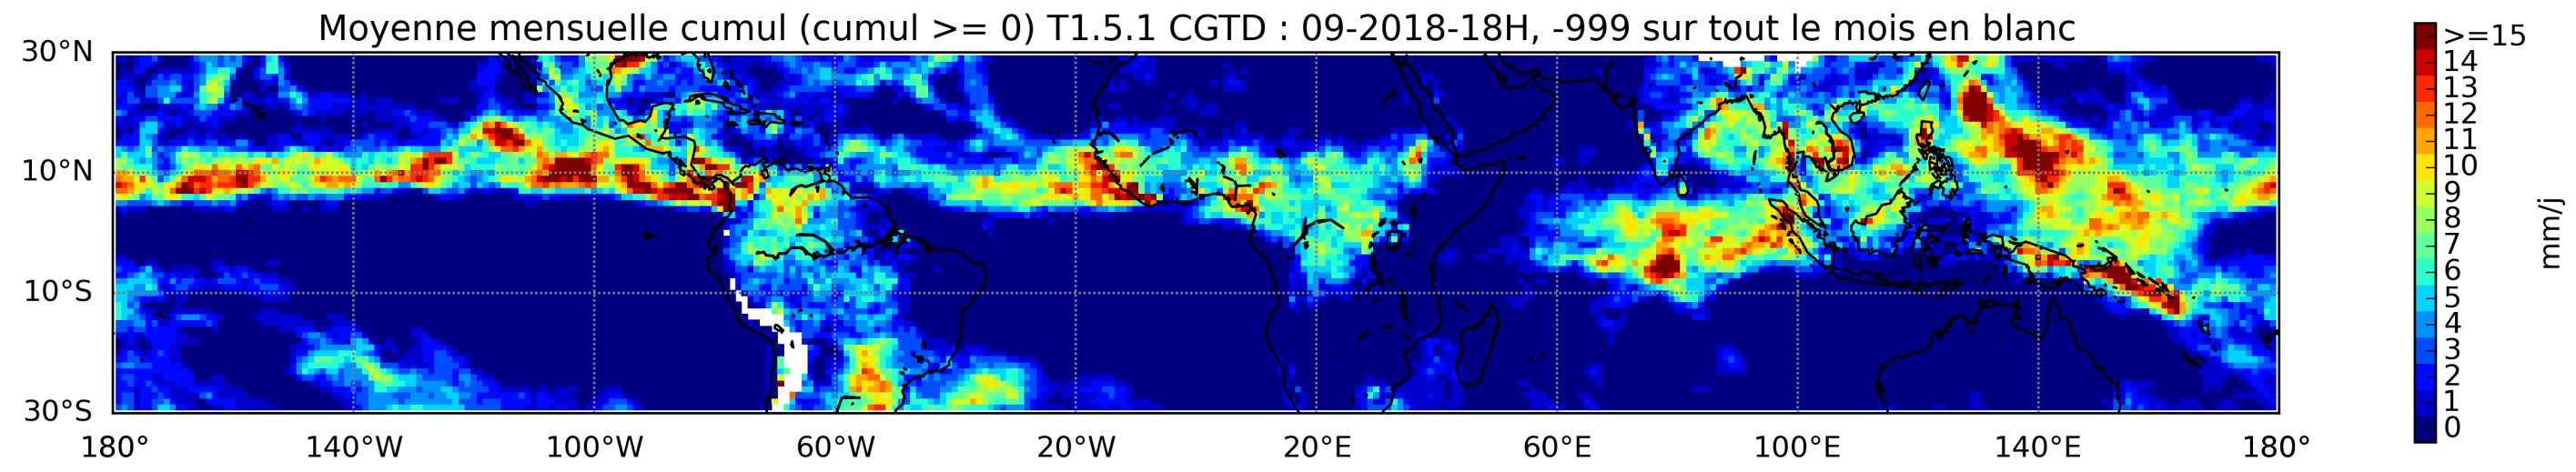 Moyenne mensuelle cumul (cumul >= 0) T1.5.1 CGTD : 09-2018-18H, -999 sur tout le mois en blanc
30°N
10°N
10°S
30°S
180°
140°W
100°W
60°W
20°W
20°E
60°E
100°E
140°E
180°
>=15
14
13
12
11
10
9
8
7
6
5
4
3
2
1
0
mm/j